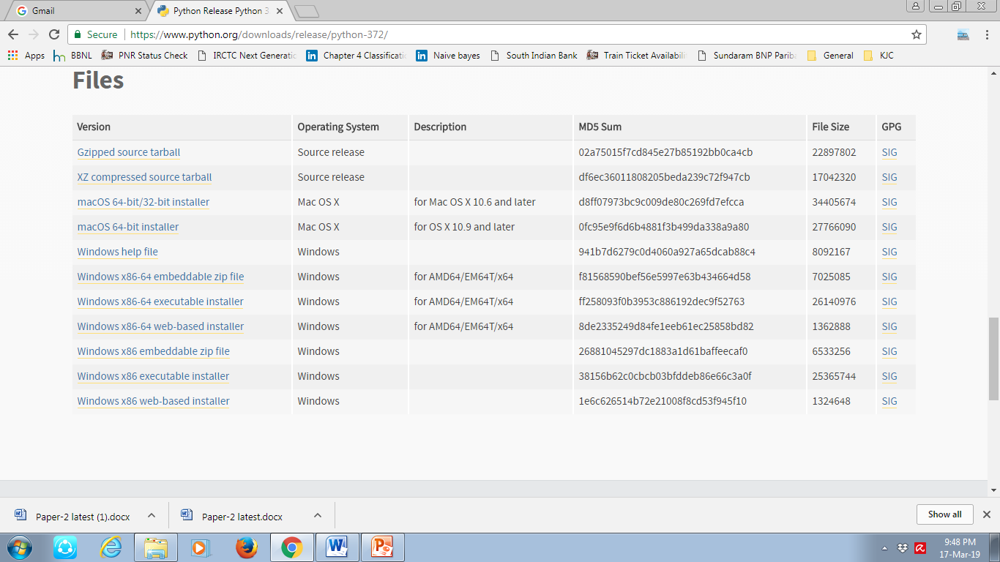 Gmail
Python Release Python 3
Secure https://www.python.org/downloads/release/python-372/
Apps BBNL PNR Status Check IRCTC Next Generatic Chapter 4 Classificati Naive bayes South Indian Bank Train Ticket Availabili Sundaram BNP Pariba General KJC
Files
Version Operating System Description MD5 Sum File Size GPG
Gzipped source tarball Source release 02a75015f7cd845e27b85192bb0ca4cb 22897802 SIG
XZ compressed source tarball Source release df6ec36011808205beda239c72f947cb 17042320 SIG
macOS 64-bit/32-bit installer Mac OS X for Mac OS X 10.6 and later d8ff07973bc9c009de80c269fd7efcca 34405674 SIG
macOS 64-bit installer Mac OS X for OS X 10.9 and later 0fc95e9f6d6b4881f3b499da338a9a80 27766090 SIG
Windows help file Windows 941b7d6279c0d4060a927a65dcab88c4 8092167 SIG
Windows x86-64 embeddable zip file Windows for AMD64/EM64T/x64 f81568590bef56e5997e63b434664d58 7025085 SIG
Windows x86-64 executable installer Windows for AMD64/EM64T/x64 ff258093f0b3953c886192dec9f52763 26140976 SIG
Windows x86-64 web-based installer Windows for AMD64/EM64T/x64 8de2335249d84fe1eeb61ec25858bd82 1362888 SIG
Windows x86 embeddable zip file Windows 26881045297dc1883a1d61baffeecaf0 6533256 SIG
Windows x86 executable installer Windows 38156b62c0cbcb03bfddeb86e66c3a0f 25365744 SIG
Windows x86 web-based installer Windows 1e6c626514b72e21008f8cd53f945f10 1324648 SIG
Paper-2 latest (1).docx Paper-2 latest.docx Show all
9:48 PM
17-Mar-19